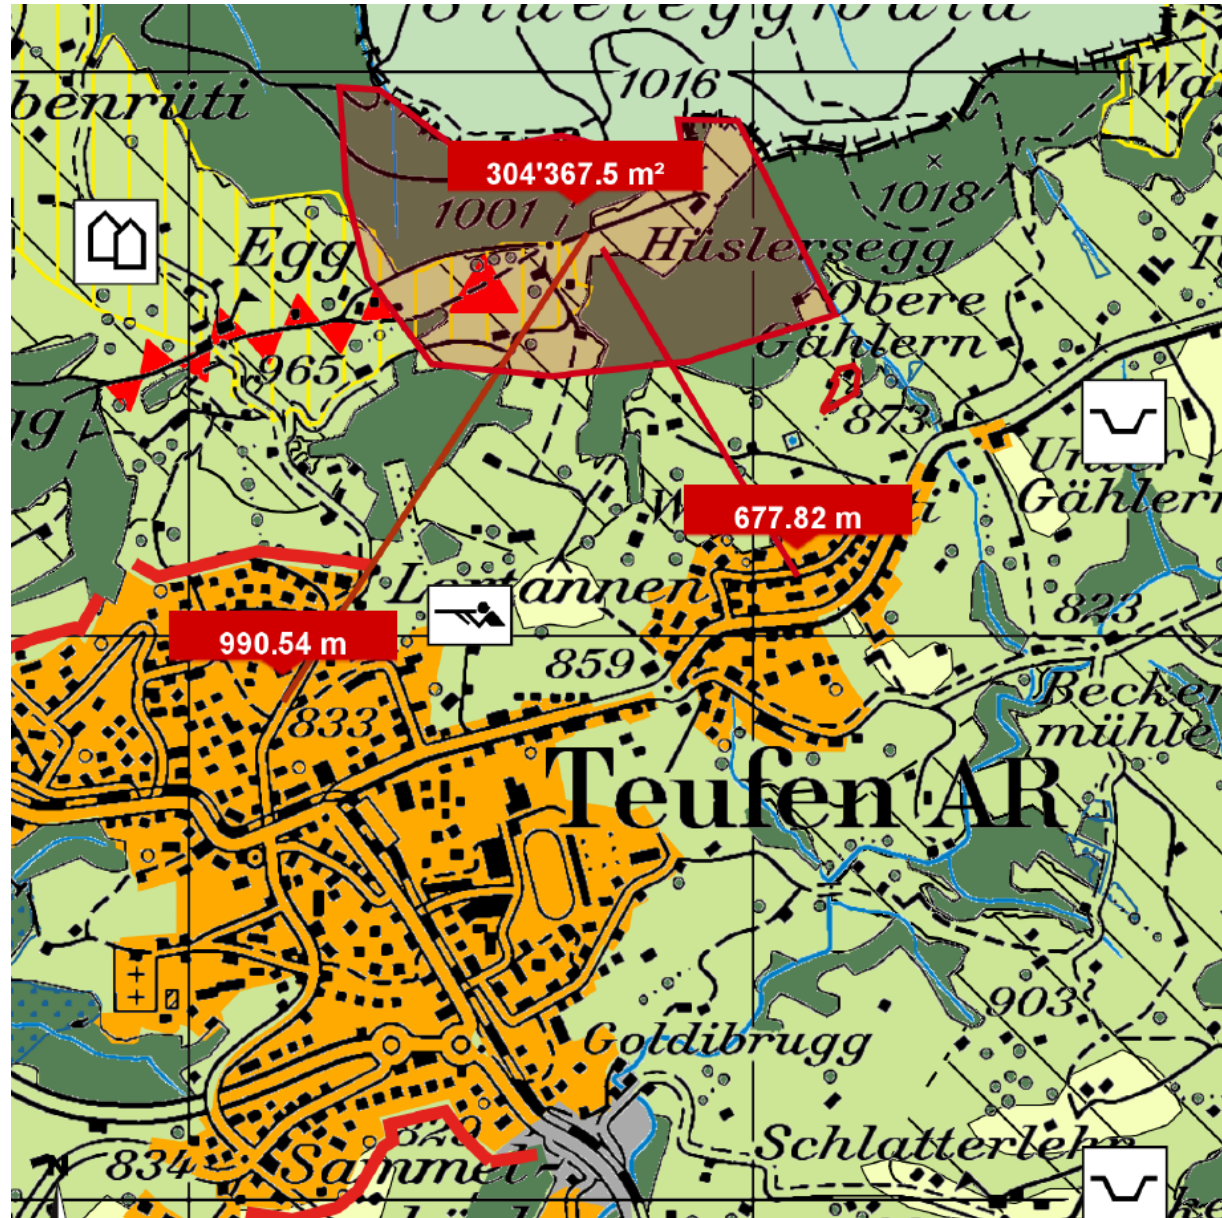 1016
benrüti
304'367.5 m²
1018
1001
Egg
Hüslersegg
Obere
Gählern
965
873
Gählern
677.82 m
Lortannen
823
990.54 m
859
833
Becken
mühle
Teufen AR
903
Goldibrugg
Schlatterlehn
834
Sammel-